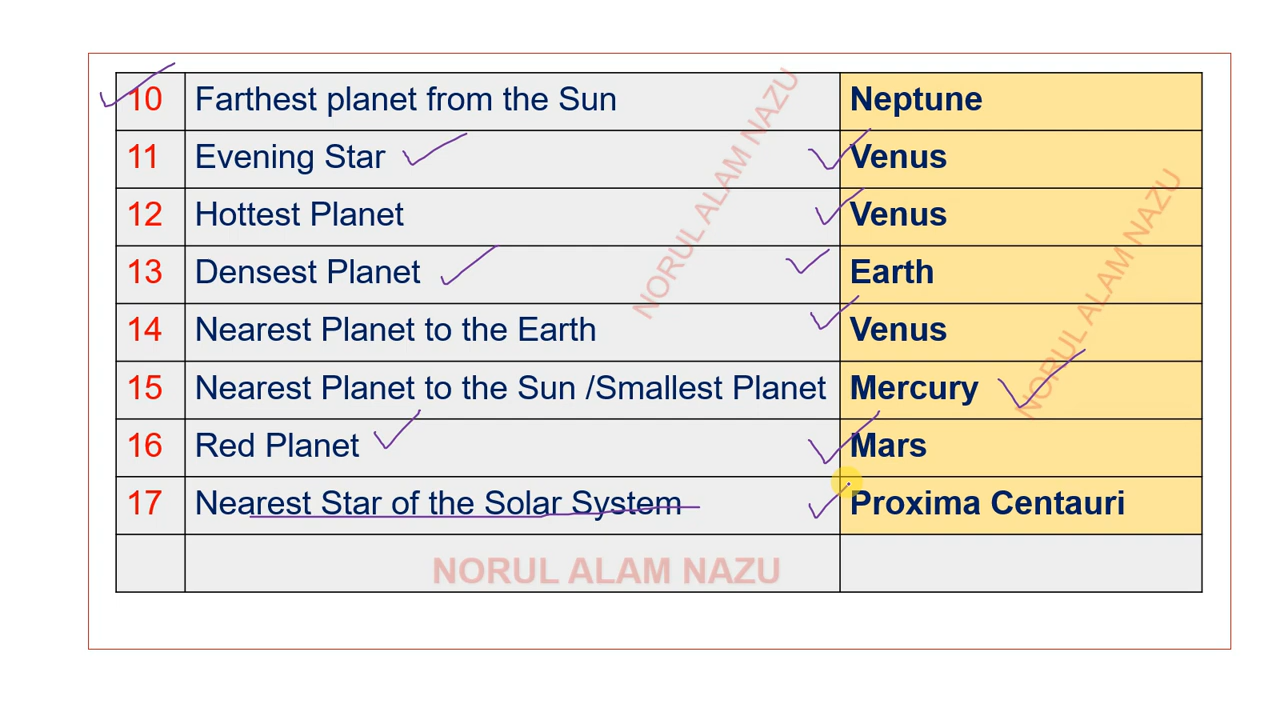 10 Farthest planet from the Sun Neptune
11 Evening Star Venus
12 Hottest Planet Venus
13 Densest Planet Earth
14 Nearest Planet to the Earth Venus
15 Nearest Planet to the Sun /Smallest Planet Mercury
16 Red Planet Mars
17 Nearest Star of the Solar System Proxima Centauri
NORUL ALAM NAZU
NORUL ALAM NAZU
NORUL ALAM NAZU